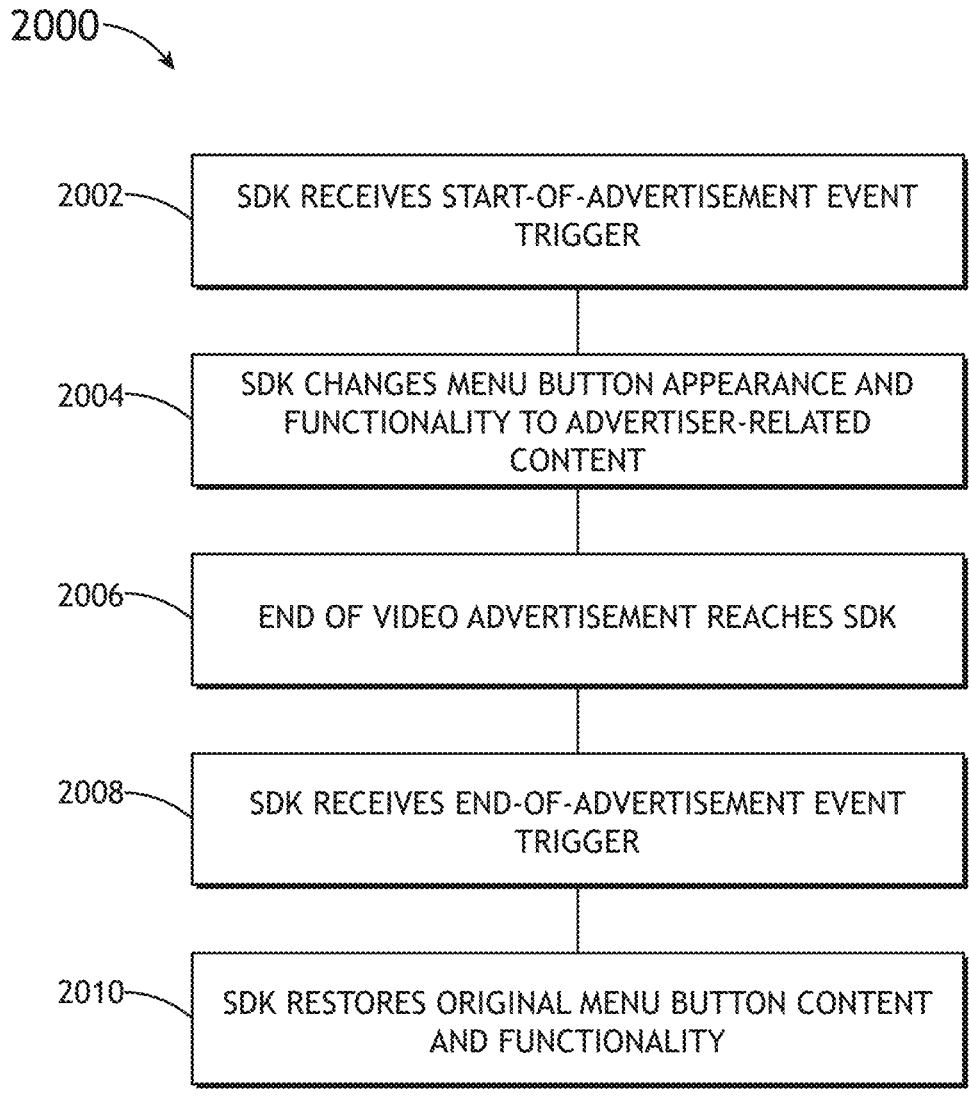 2000
2002
SDK RECEIVES START-OF-ADVERTISEMENT EVENT
TRIGGER
2004
SDK CHANGES MENU BUTTON APPEARANCE AND
FUNCTIONALITY TO ADVERTISER-RELATED
CONTENT
2006
END OF VIDEO ADVERTISEMENT REACHES SDK
2008
SDK RECEIVES END-OF-ADVERTISEMENT EVENT
TRIGGER
2010
SDK RESTORES ORIGINAL MENU BUTTON CONTENT
AND FUNCTIONALITY